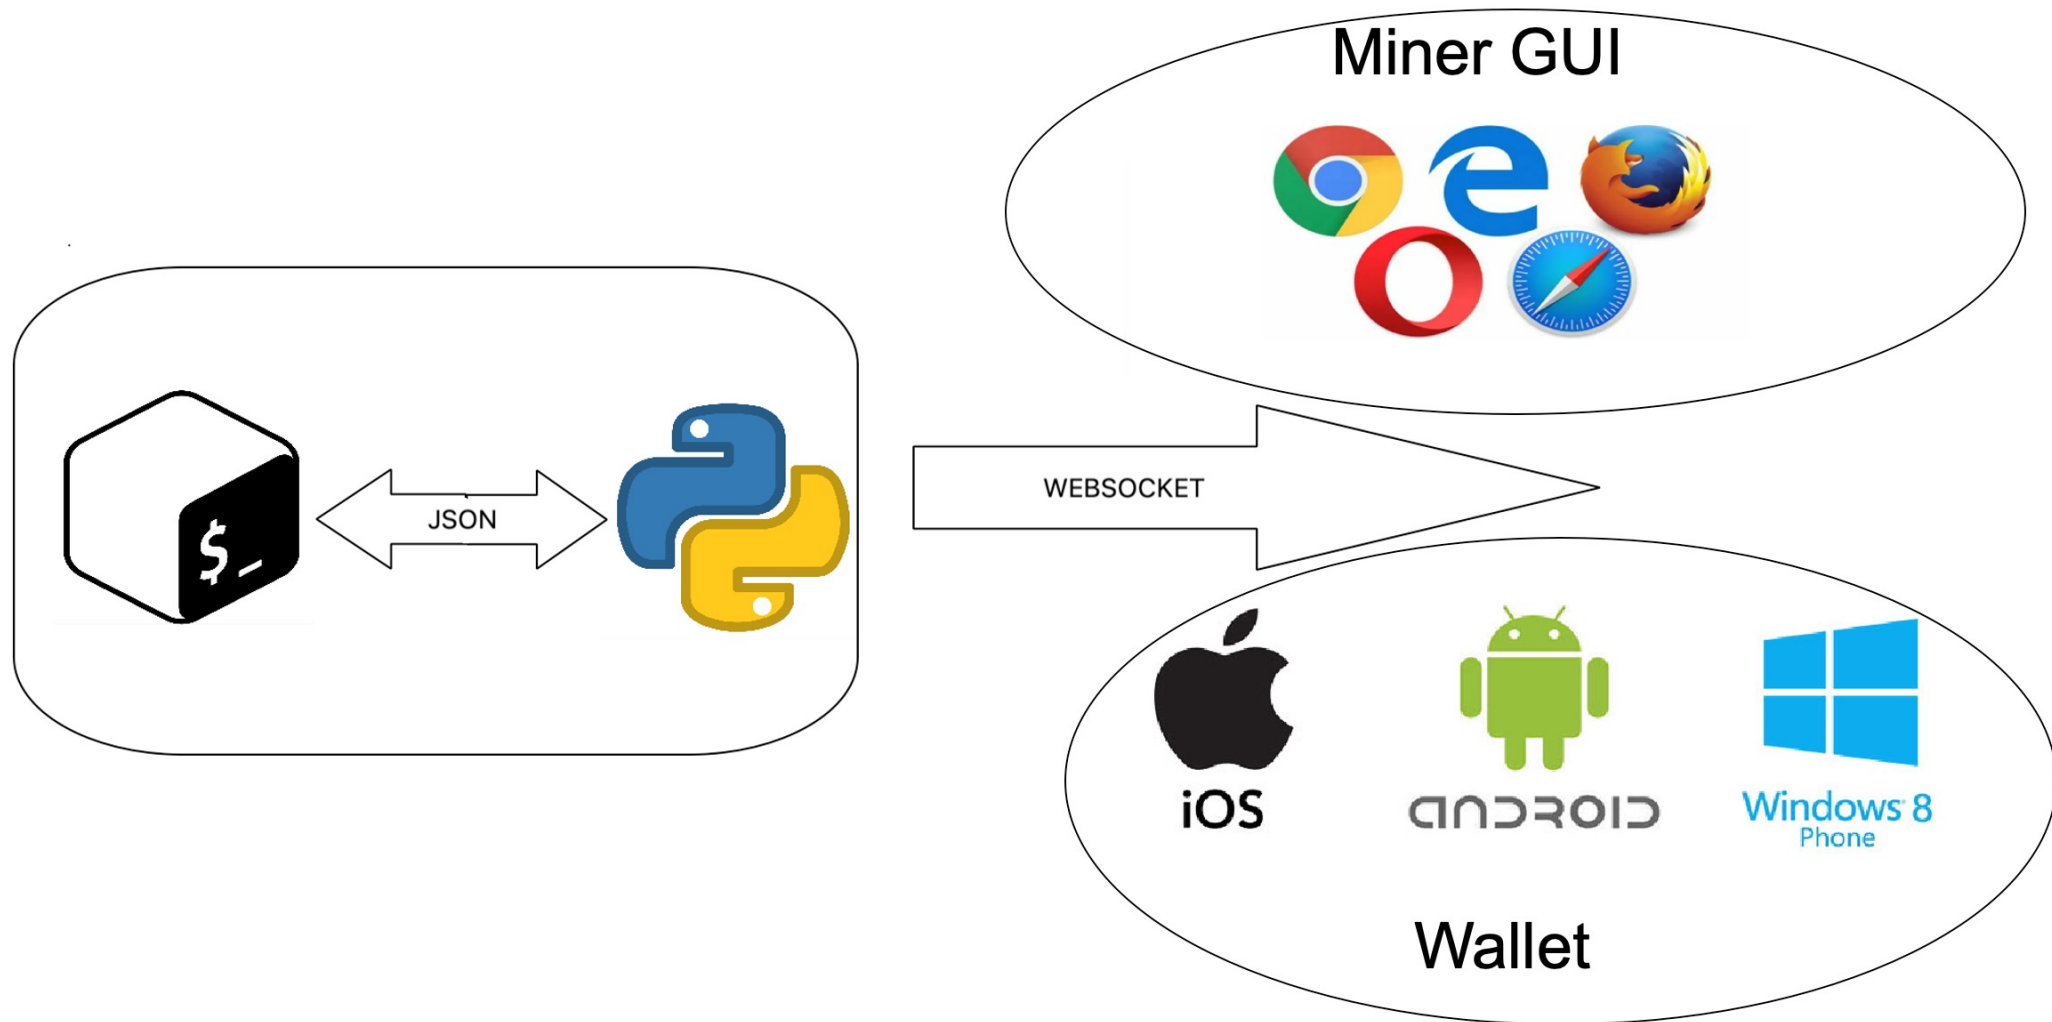 Miner GUI
$_
JSON
WEBSOCKET
iOS
ANDROID
Windows 8
Phone
Wallet